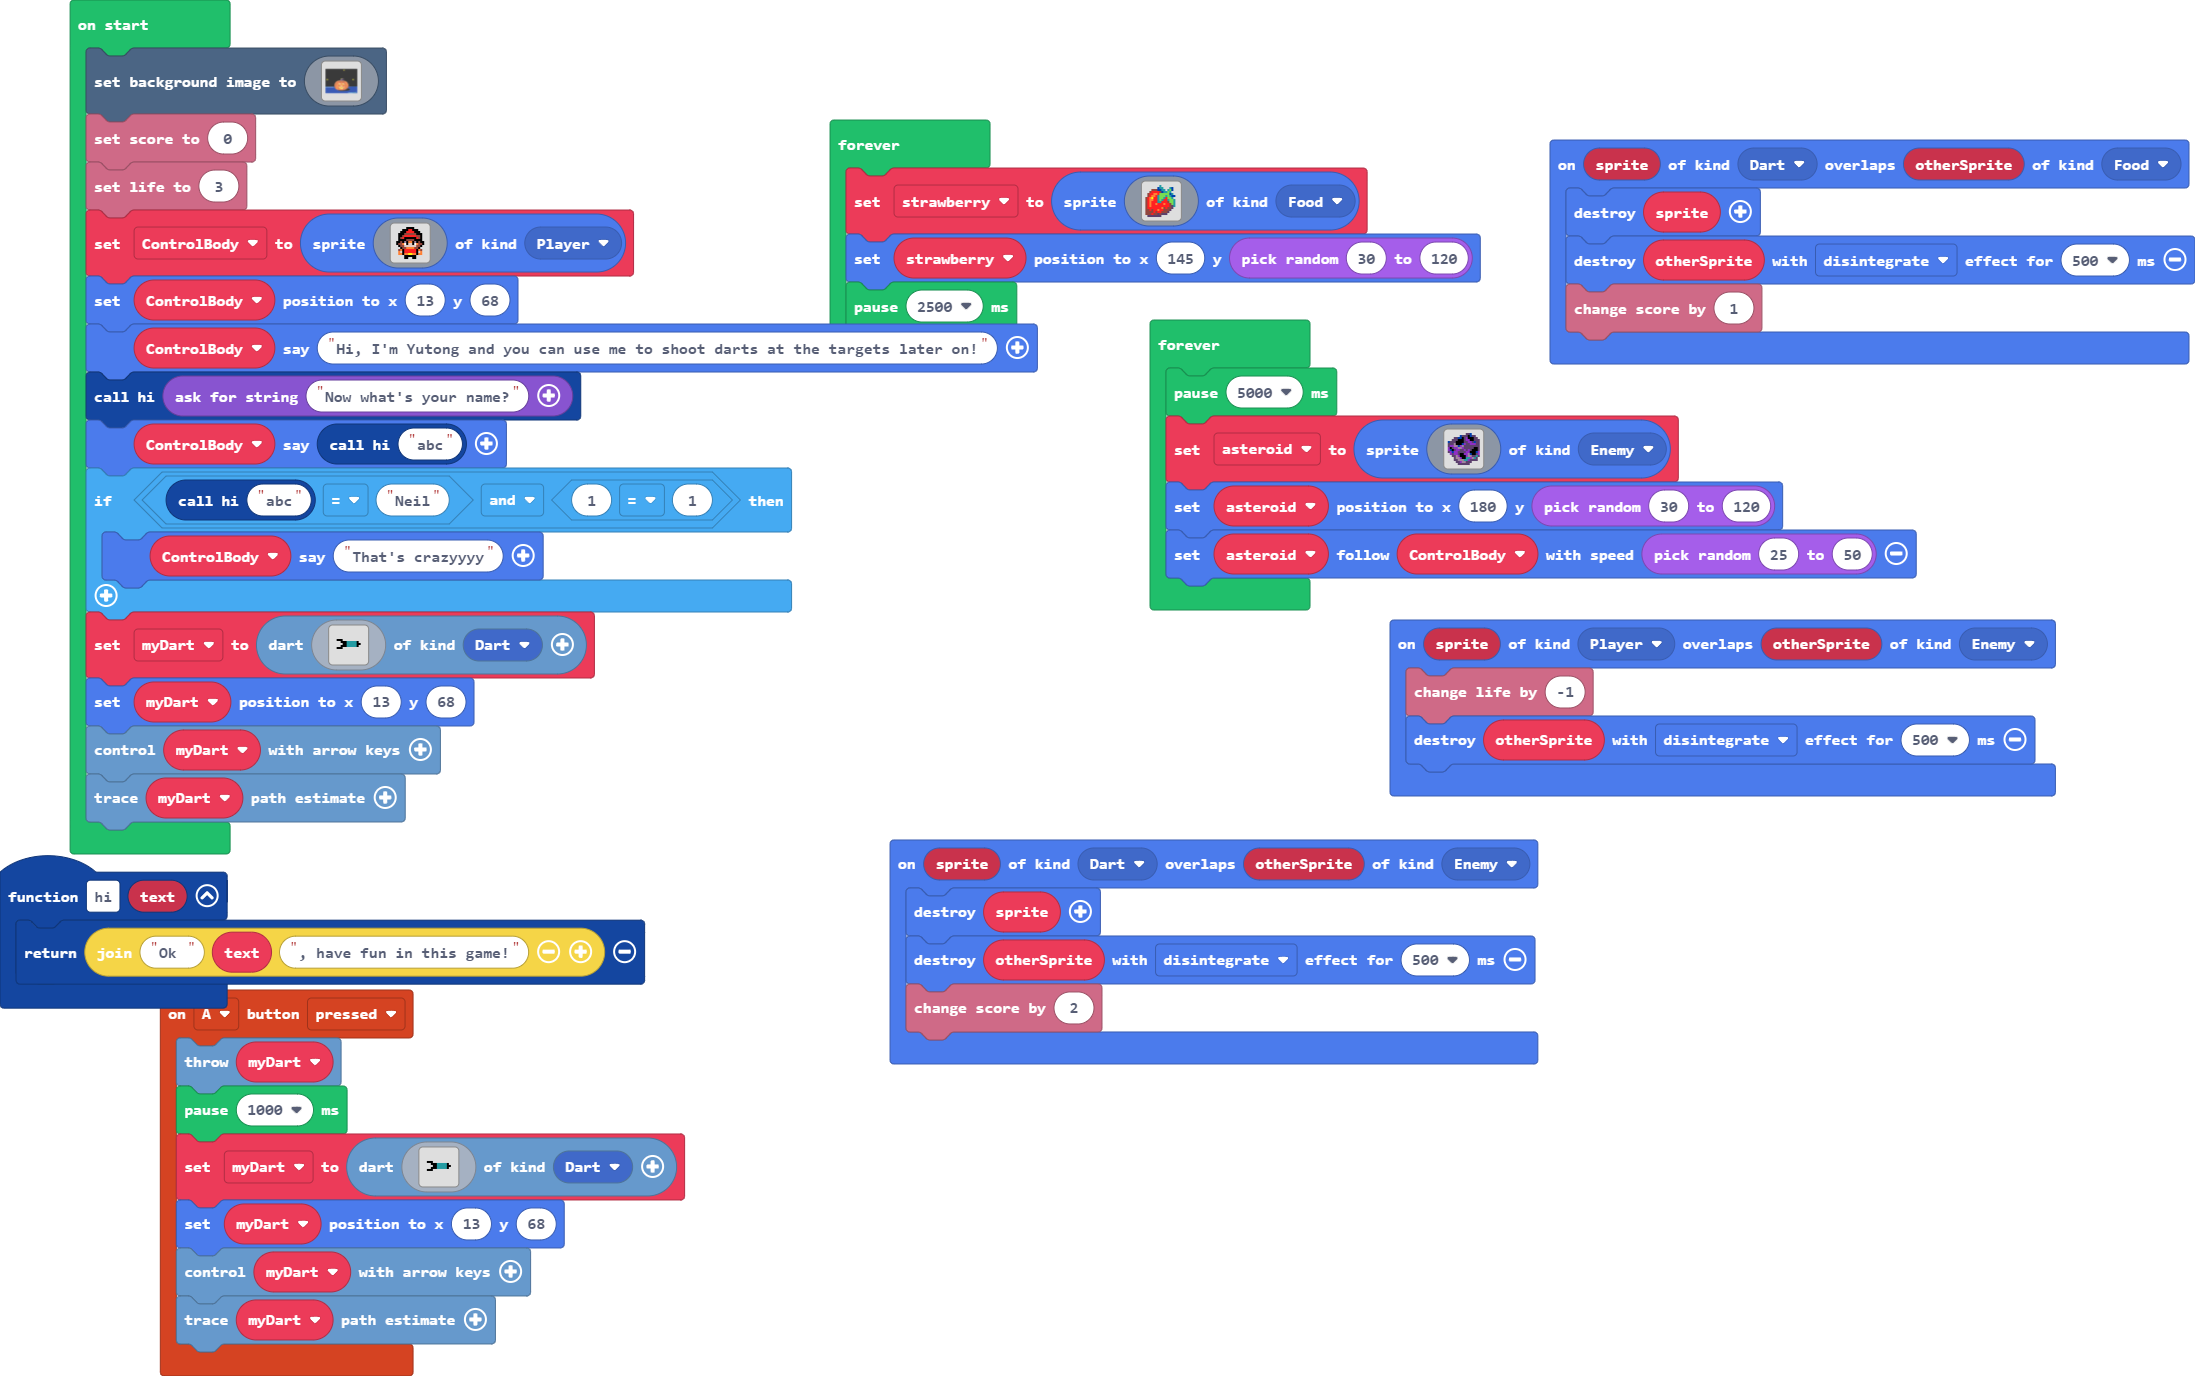 on start
set background image to
set score to 0
set life to 3
set ControlBody to sprite of kind Player
set ControlBody position to x 13 y 68
ControlBody say "Hi, I'm Yutong and you can use me to shoot darts at the targets later on!"
call hi ask for string "Now what's your name?"
ControlBody say call hi "abc"
if call hi "abc" = "Neil" and 1 = 1 then
ControlBody say "That's crazyyyy"
set myDart to dart of kind Dart
set myDart position to x 13 y 68
control myDart with arrow keys
trace myDart path estimate
function hi text
return join "Ok " text ", have fun in this game!"
on A button pressed
throw myDart
pause 1000 ms
set myDart to dart of kind Dart
set myDart position to x 13 y 68
control myDart with arrow keys
trace myDart path estimate
forever
set strawberry to sprite of kind Food
set strawberry position to x 145 y pick random 30 to 120
pause 2500 ms
forever
pause 5000 ms
set asteroid to sprite of kind Enemy
set asteroid position to x 180 y pick random 30 to 120
set asteroid follow ControlBody with speed pick random 25 to 50
on sprite of kind Dart overlaps otherSprite of kind Food
destroy sprite
destroy otherSprite with disintegrate effect for 500 ms
change score by 1
on sprite of kind Player overlaps otherSprite of kind Enemy
change life by -1
destroy otherSprite with disintegrate effect for 500 ms
on sprite of kind Dart overlaps otherSprite of kind Enemy
destroy sprite
destroy otherSprite with disintegrate effect for 500 ms
change score by 2